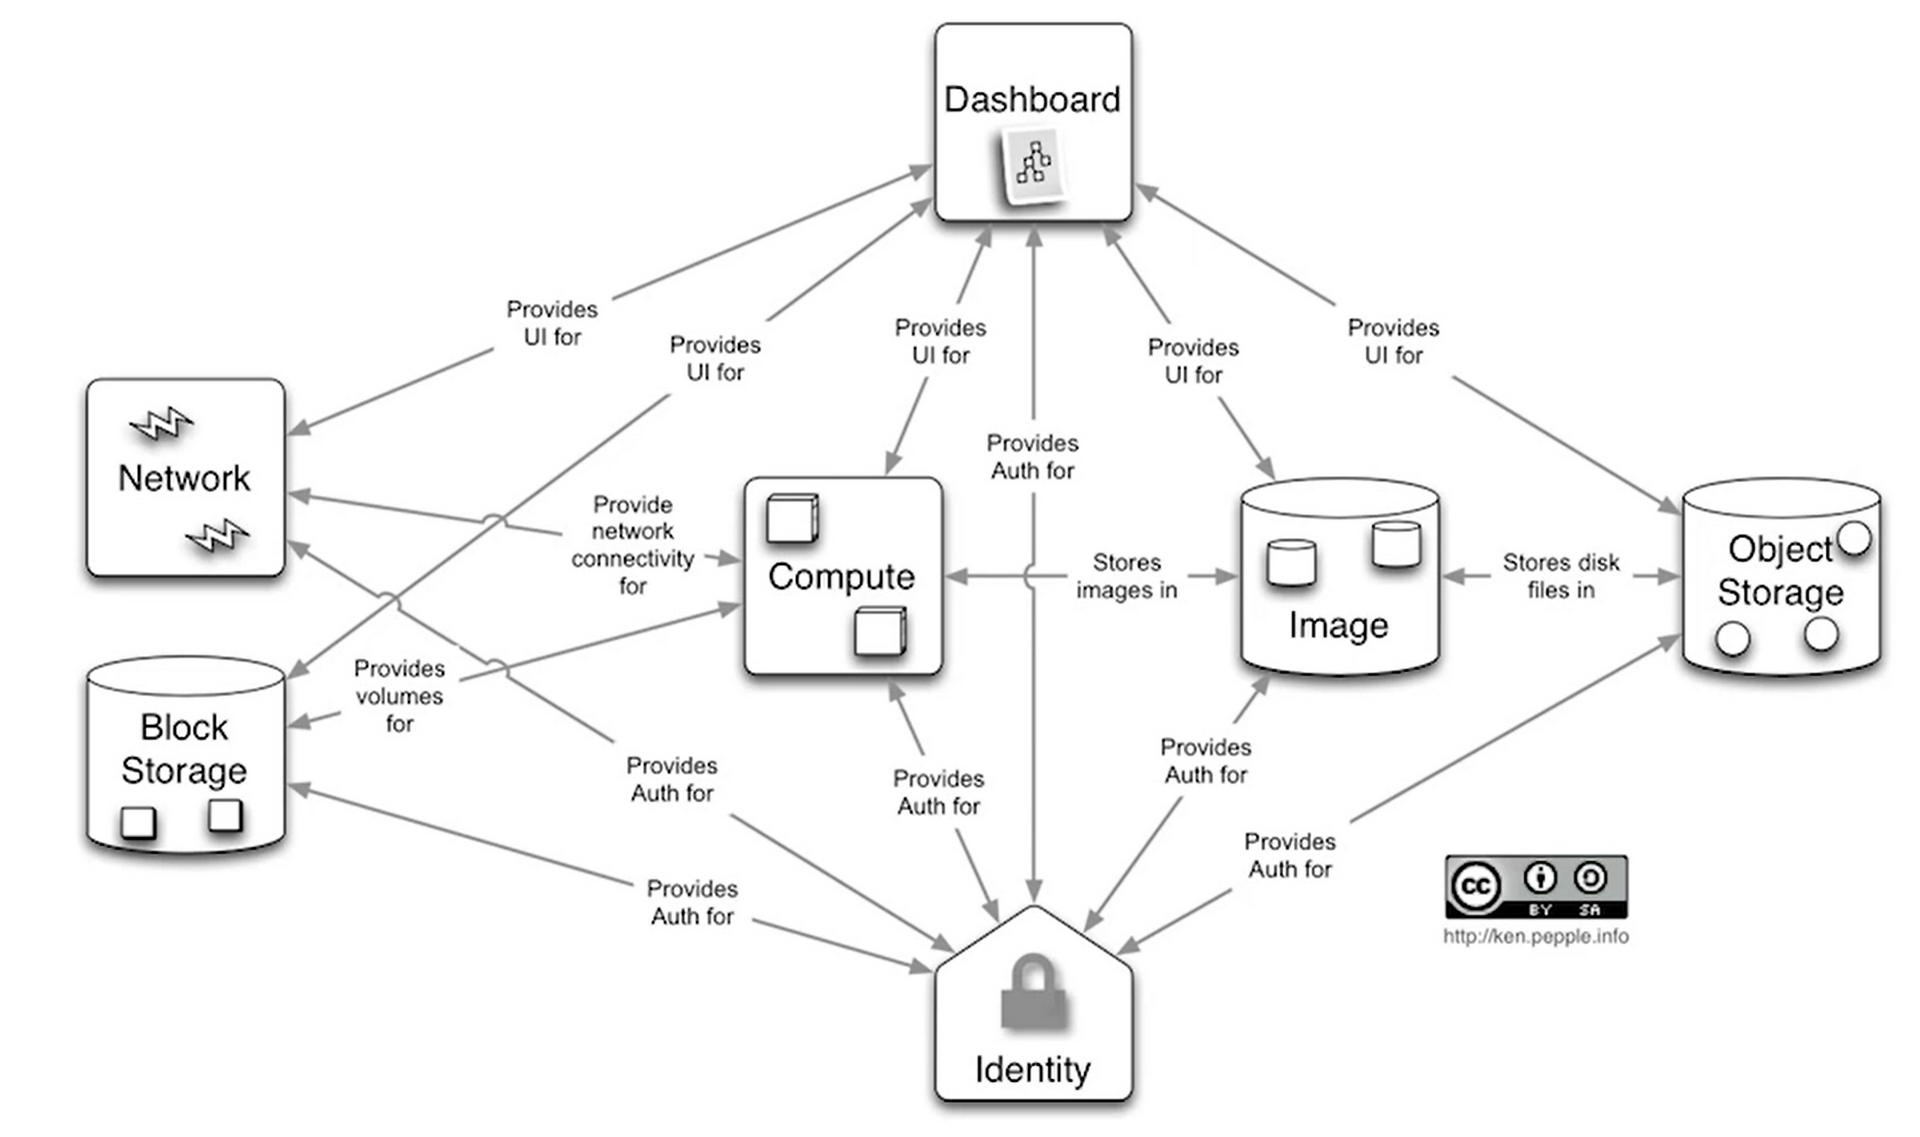 Dashboard
Provides
UI for
Provides
UI for
Provides
UI for
Provides
UI for
Provides
UI for
Provides
Auth for
Network
Provide
network
connectivity
for
Compute
Stores
images in
Image
Stores disk
files in
Object
Storage
Block
Storage
Provides
volumes
for
Provides
Auth for
Provides
Auth for
Provides
Auth for
Provides
Auth for
Provides
Auth for
Identity
cc
BY SA
http://ken.pepple.info